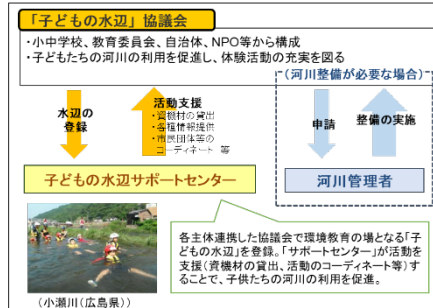 「子どもの水辺」協議会
・小中学校、教育委員会、自治体、NPO等から構成
・子どもたちの河川の利用を促進し、体験活動の充実を図る
(河川整備が必要な場合)
水辺の
登録
活動支援
・資機材の貸出
・各種情報提供
・市民団体等の
コーディネート 等
申請
整備の実施
子どもの水辺サポートセンター
河川管理者
各主体連携した協議会で環境教育の場となる「子
どもの水辺」を登録。「サポートセンター」が活動を
支援(資機材の貸出、活動のコーディネート等)す
ることで、子供たちの河川の利用を促進。
(小瀬川(広島県))